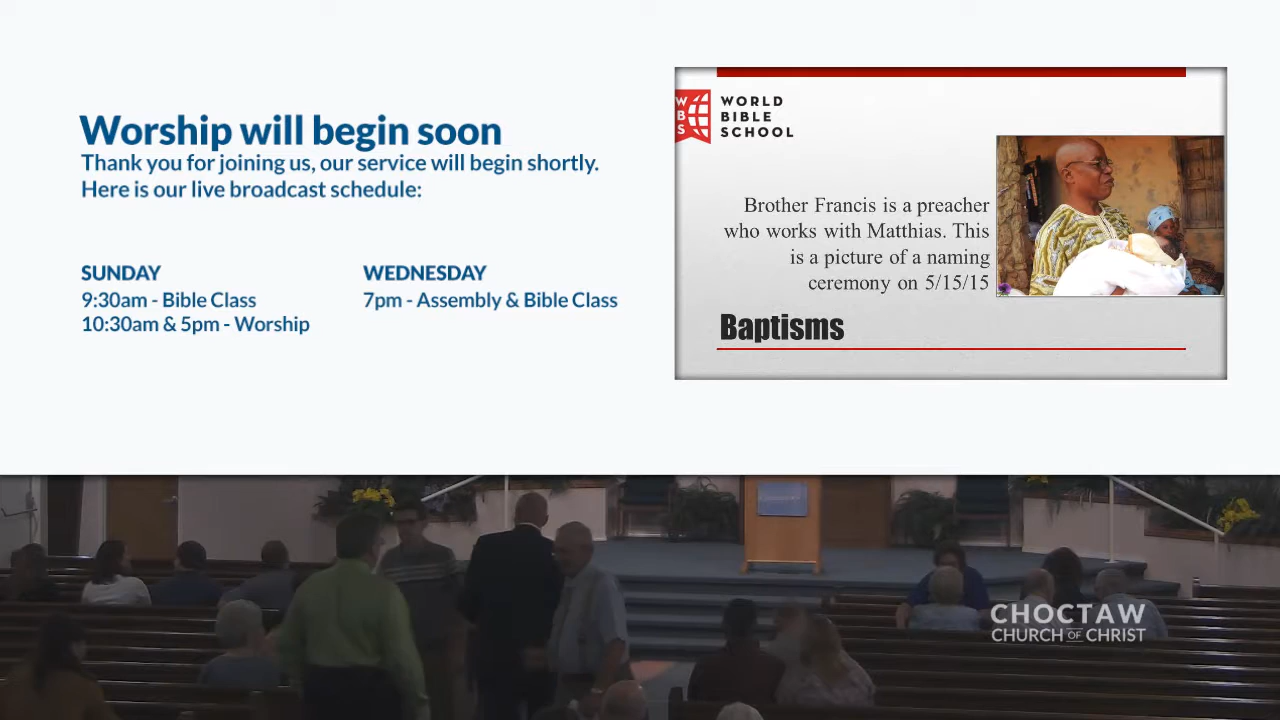 Worship will begin soon
Thank you for joining us, our service will begin shortly.
Here is our live broadcast schedule:
SUNDAY
9:30am - Bible Class
10:30am & 5pm - Worship
WEDNESDAY
7pm - Assembly & Bible Class
W
B
S
WORLD
BIBLE
SCHOOL
Brother Francis is a preacher
who works with Matthias. This
is a picture of a naming
ceremony on 5/15/15
Baptisms
CHOCTAW
CHURCH OF CHRIST